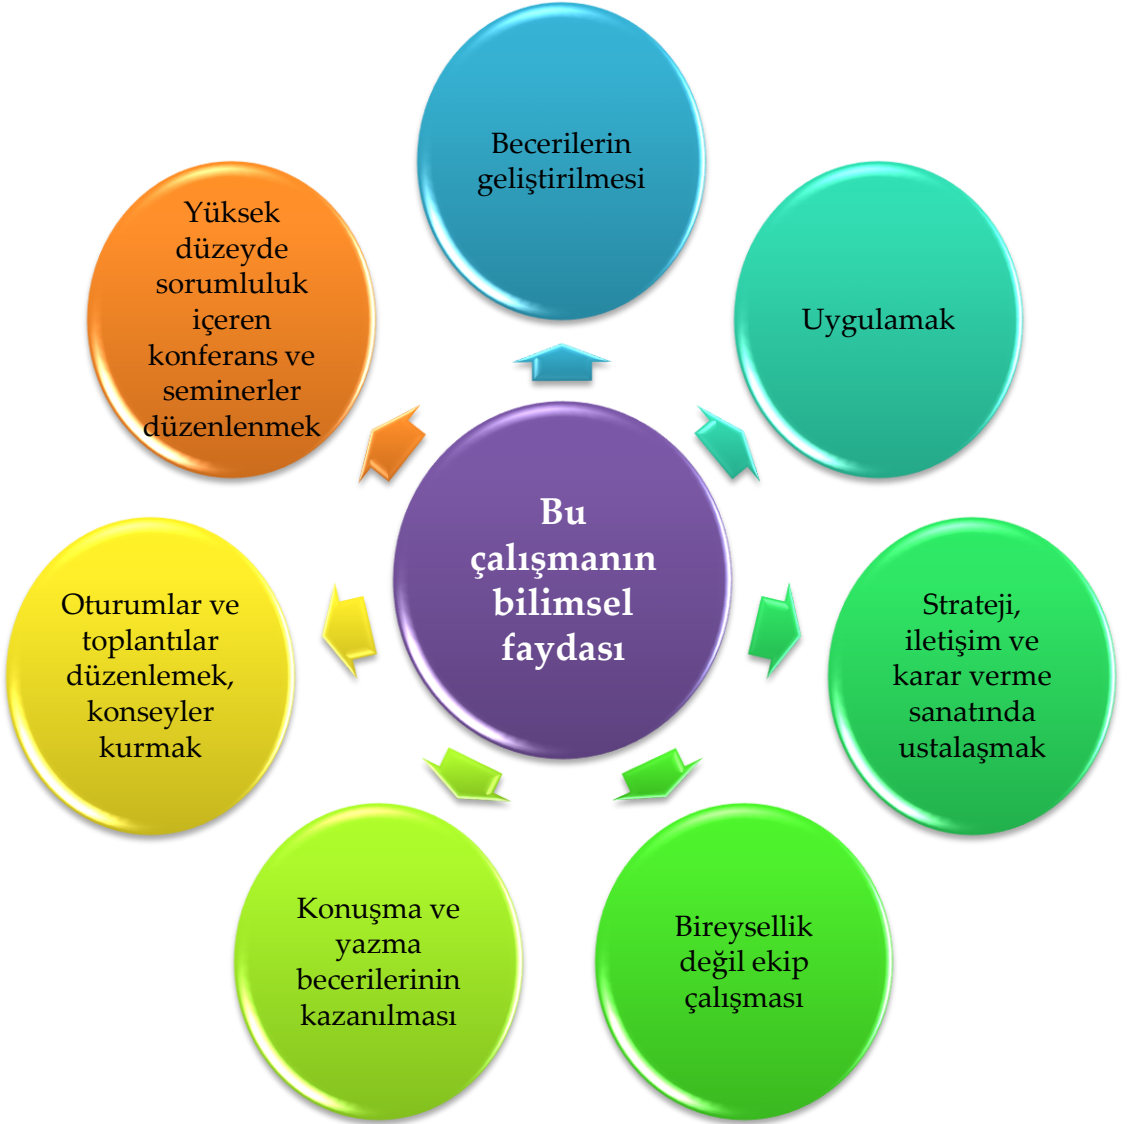 Becerilerin
geliştirilmesi
Uygulamak
Strateji,
iletişim ve
karar verme
sanatında
ustalaşmak
Bireysellik
değil ekip
çalışması
Konuşma ve
yazma
becerilerinin
kazanılması
Oturumlar ve
toplantılar
düzenlemek,
konseyler
kurmak
Yüksek
düzeyde
sorumluluk
içeren
konferans ve
seminerler
düzenlenmek
Bu
çalışmanın
bilimsel
faydası